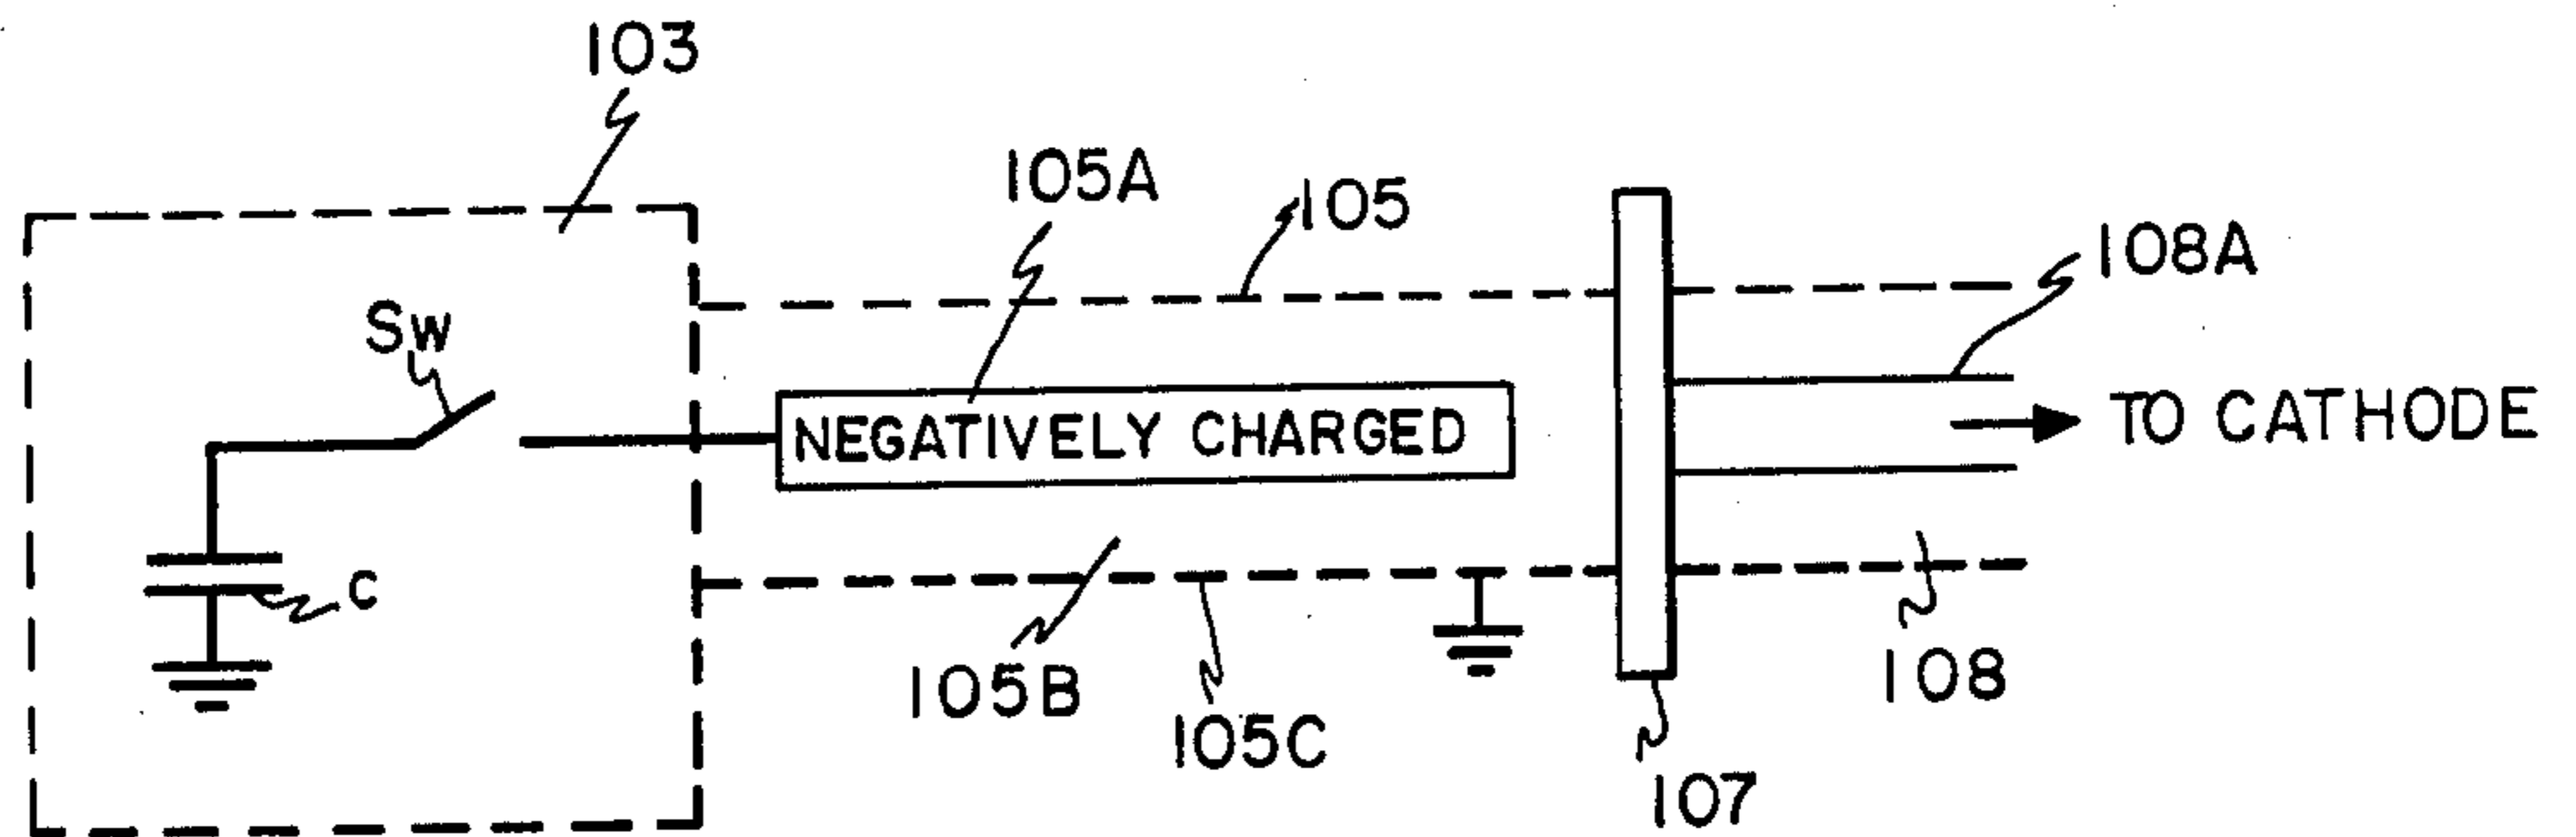 103
105A
105
108A
SW
TO CATHODE
NEGATIVELY CHARGED
C
105B
105C
108
107